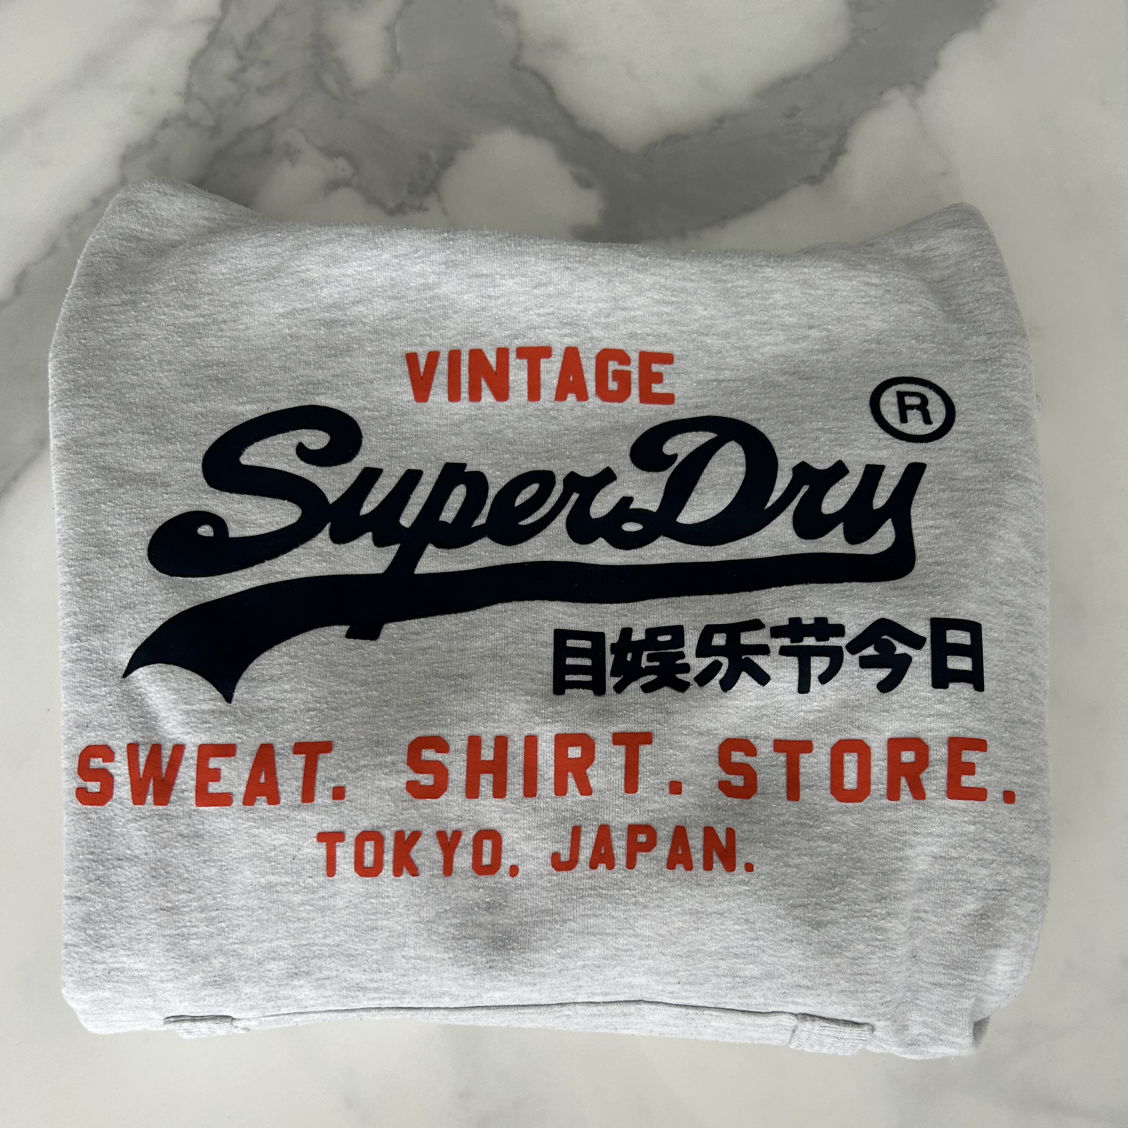 VINTAGE
SuperDry®
目娱乐节今日
SWEAT. SHIRT. STORE.
TOKYO, JAPAN.